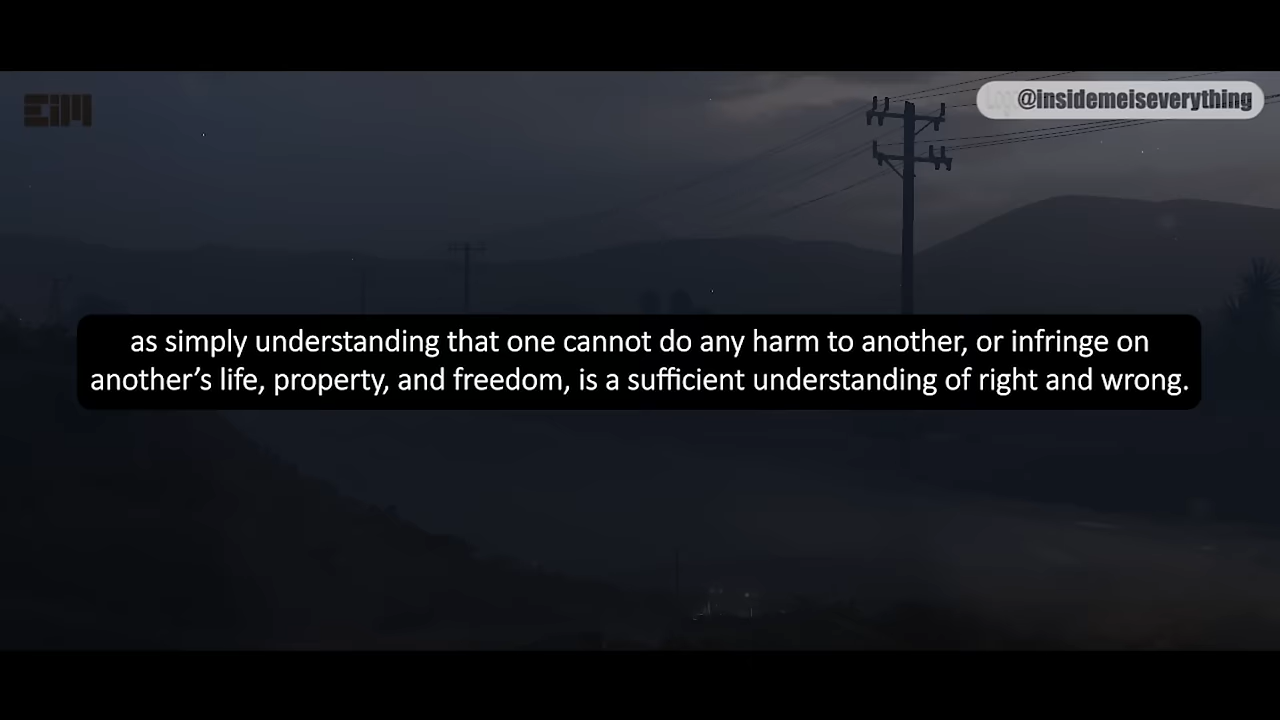 EiM
@insidemeiseverything
as simply understanding that one cannot do any harm to another, or infringe on
another’s life, property, and freedom, is a sufficient understanding of right and wrong.